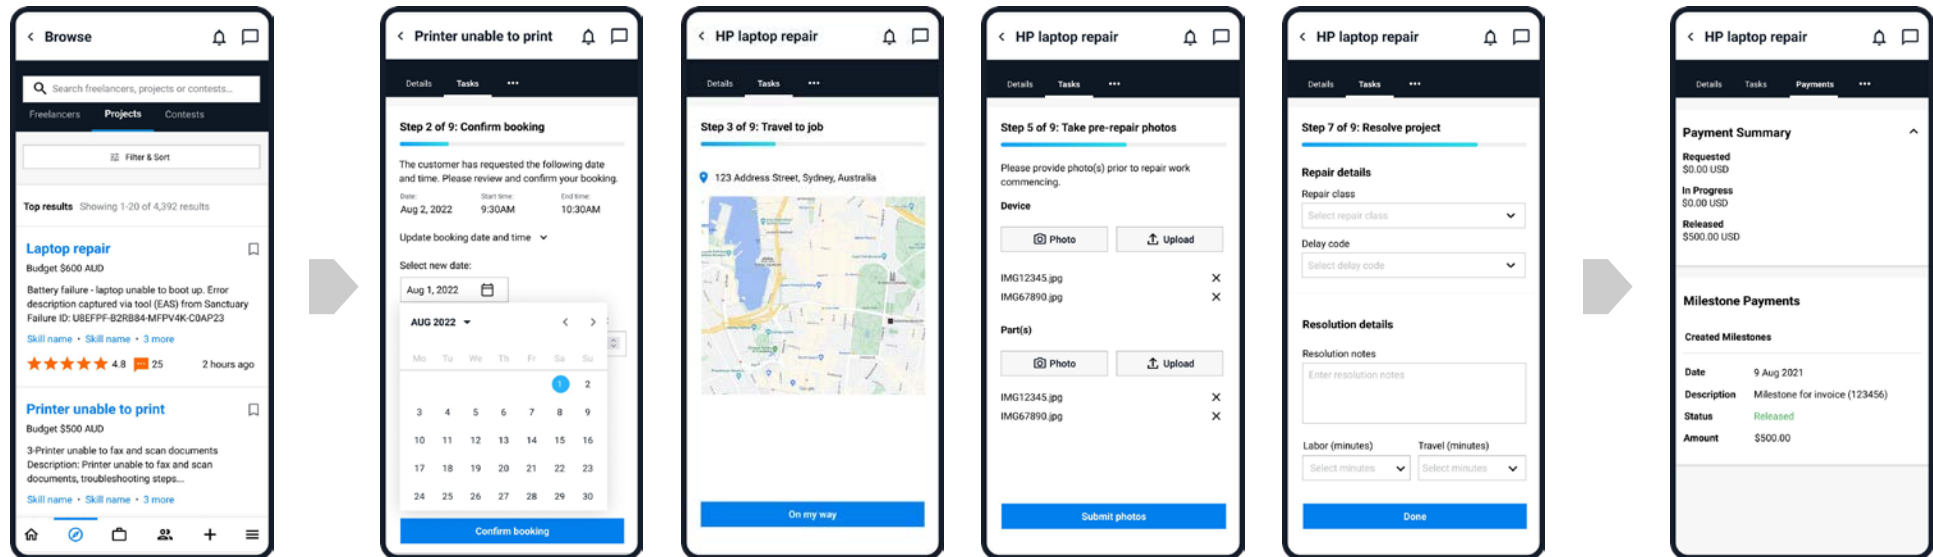 Browse
Search freelancers, projects or contests...
Freelancers Projects Contests
Filter & Sort
Top results Showing 1-20 of 4,392 results
Laptop repair
Budget $600 AUD
Battery failure - laptop unable to boot up. Error
description captured via tool (EAS) from Sanctuary
Failure ID: U8EFPF-B2RB84-MFPV4K-C0AP23
Skill name • Skill name • 3 more
4.8 25 2 hours ago
Printer unable to print
Budget $500 AUD
3-Printer unable to fax and scan documents
Description: Printer unable to fax and scan
documents, troubleshooting steps...
Skill name • Skill name • 3 more
Printer unable to print
Details Tasks •••
Step 2 of 9: Confirm booking
The customer has requested the following date
and time. Please review and confirm your booking.
Date: Start time: End time:
Aug 2, 2022 9:30AM 10:30AM
Update booking date and time
Select new date:
Aug 1, 2022
AUG 2022
Mo Tu We Th Fr Sa Su
1 2
3 4 5 6 7 8 9
10 11 12 13 14 15 16
17 18 19 20 21 22 23
24 25 26 27 28 29 30
Confirm booking
HP laptop repair
Details Tasks •••
Step 3 of 9: Travel to job
123 Address Street, Sydney, Australia
On my way
HP laptop repair
Details Tasks •••
Step 5 of 9: Take pre-repair photos
Please provide photo(s) prior to repair work
commencing.
Device
Photo Upload
IMG12345.jpg
IMG67890.jpg
Part(s)
Photo Upload
IMG12345.jpg
IMG67890.jpg
Submit photos
HP laptop repair
Details Tasks •••
Step 7 of 9: Resolve project
Repair details
Repair class
Select repair class
Delay code
Select delay code
Resolution details
Resolution notes
Enter resolution notes
Labor (minutes) Travel (minutes)
Select minutes Select minutes
Done
HP laptop repair
Details Tasks Payments •••
Payment Summary
Requested
$0.00 USD
In Progress
$0.00 USD
Released
$500.00 USD
Milestone Payments
Created Milestones
Date 9 Aug 2021
Description Milestone for invoice (123456)
Status Released
Amount $500.00